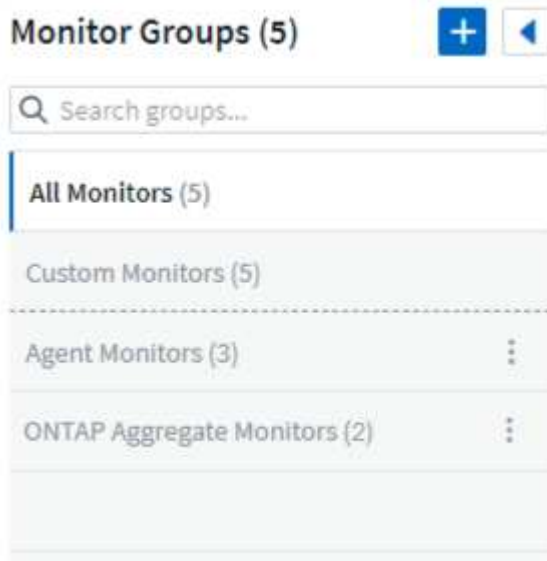 Monitor Groups (5)
Search groups...
All Monitors (5)
Custom Monitors (5)
Agent Monitors (3)
ONTAP Aggregate Monitors (2)